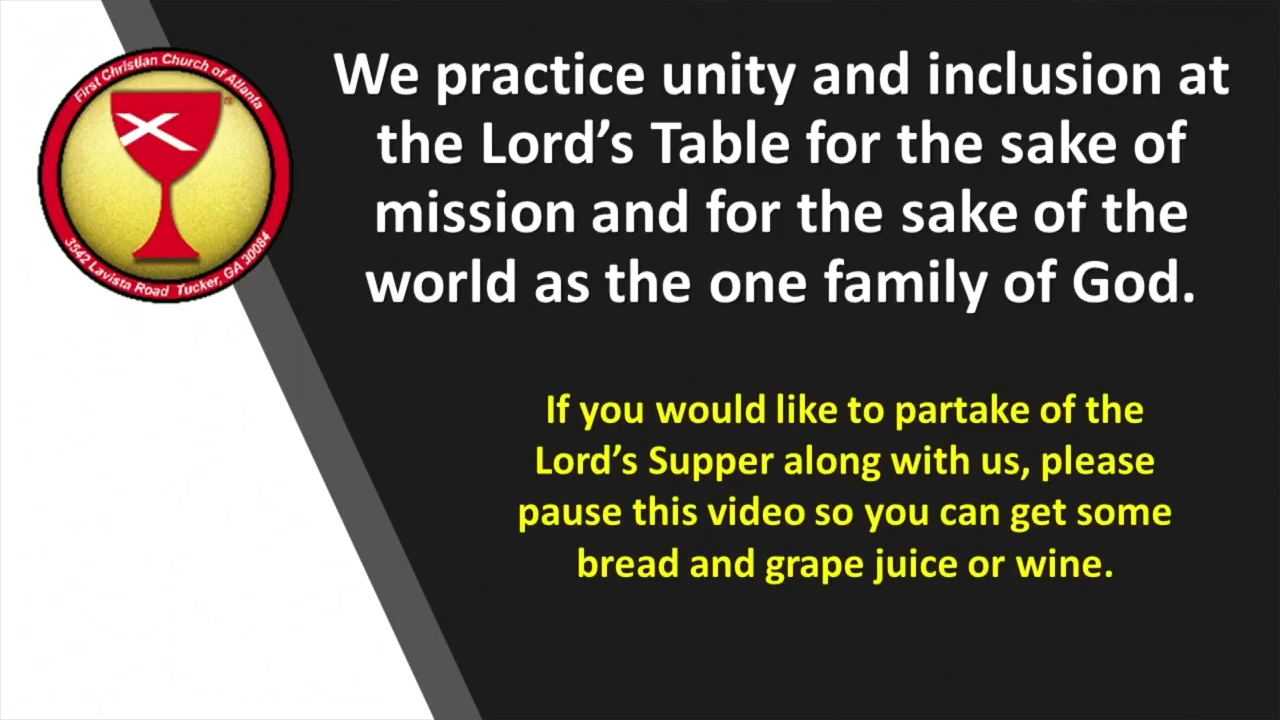 First Christian Church of Atlanta
3542 Lavista Road Tucker, GA 30084
We practice unity and inclusion at
the Lord’s Table for the sake of
mission and for the sake of the
world as the one family of God.
If you would like to partake of the
Lord’s Supper along with us, please
pause this video so you can get some
bread and grape juice or wine.